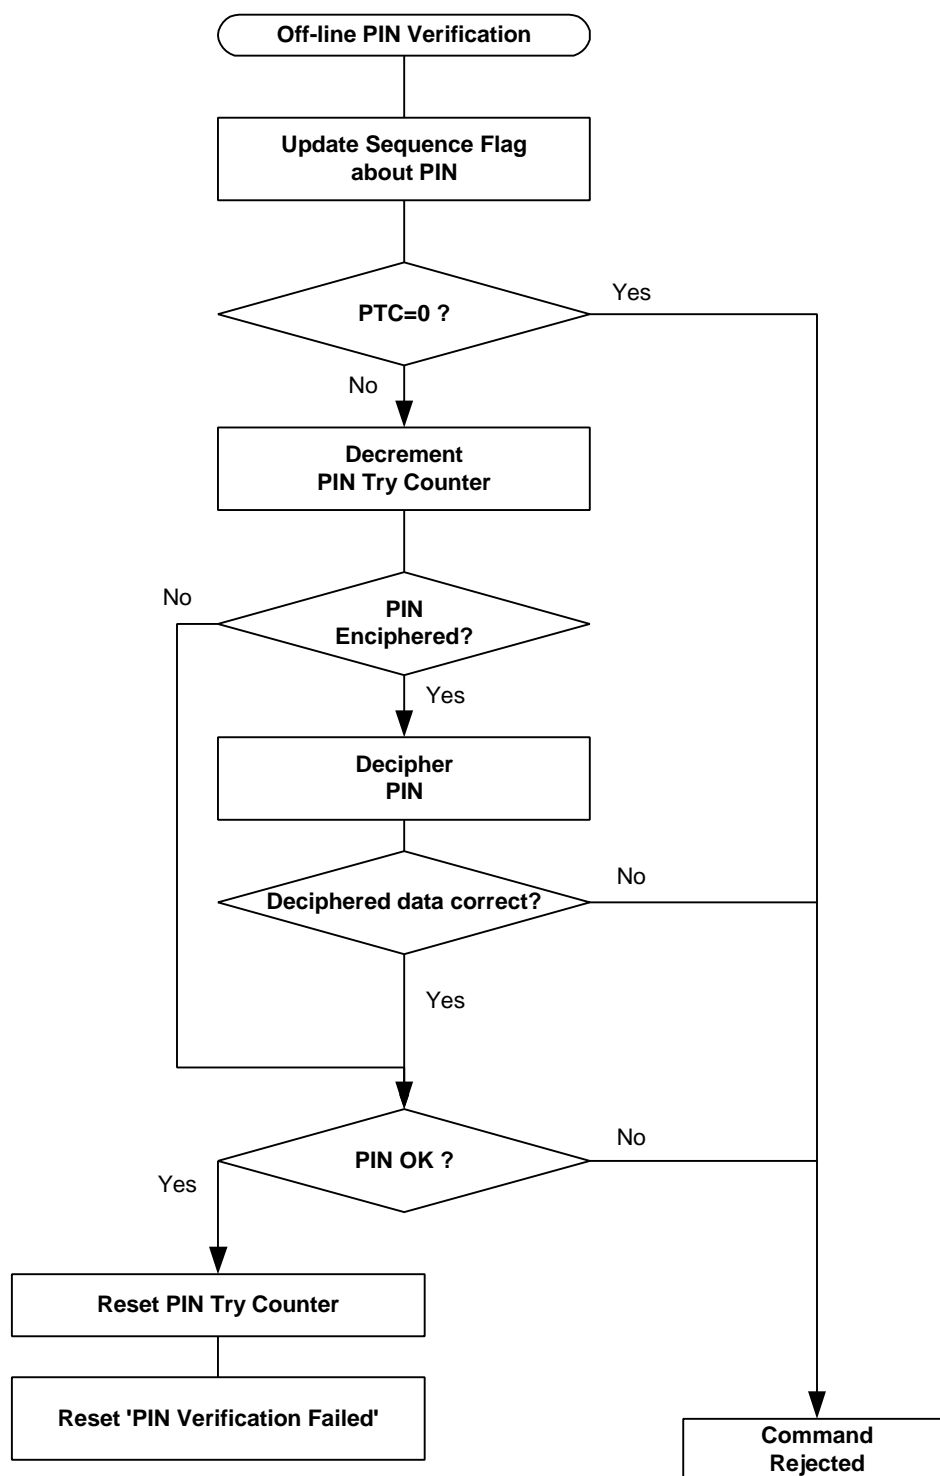 Off-line PIN Verification
Update Sequence Flag
about PIN
PTC=0 ?
Yes
No
Decrement
PIN Try Counter
No
PIN
Enciphered?
Yes
Decipher
PIN
Deciphered data correct?
No
Yes
PIN OK ?
No
Yes
Reset PIN Try Counter
Reset 'PIN Verification Failed'
Command
Rejected